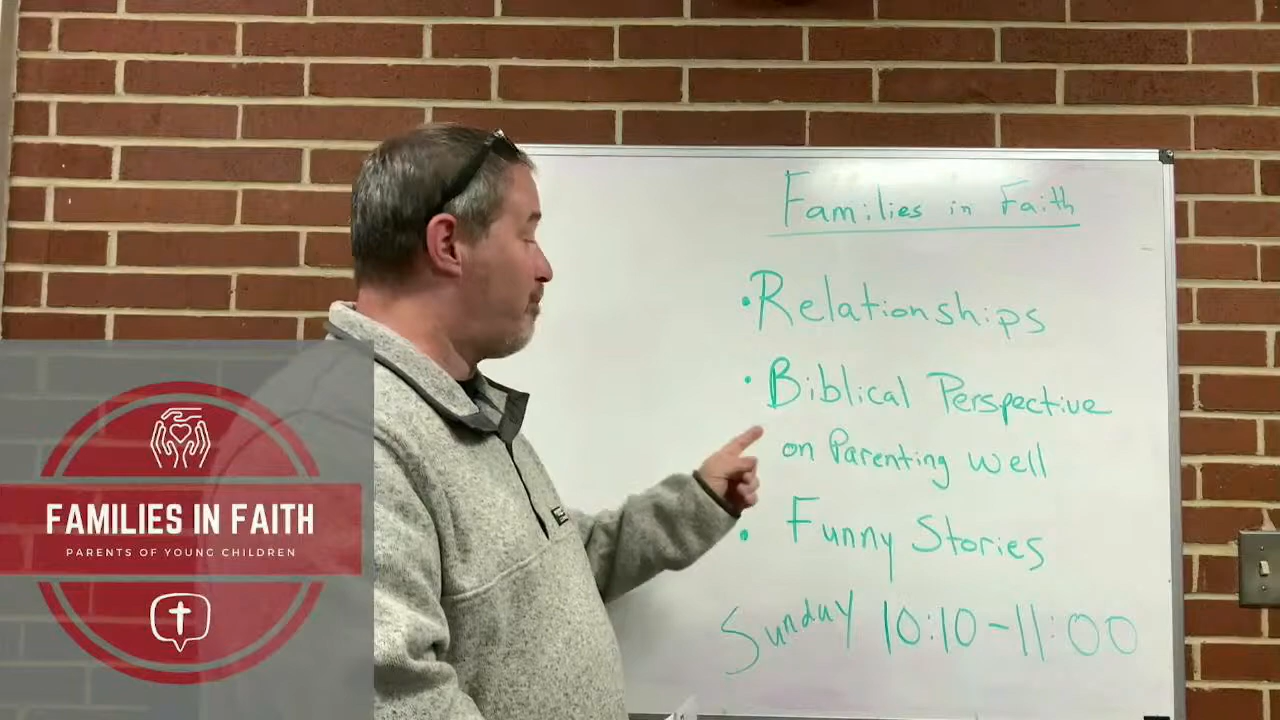 Families in Faith
• Relationships
• Biblical Perspective
on Parenting well
• Funny Stories
Sunday 10:10-11:00
FAMILIES IN FAITH
PARENTS OF YOUNG CHILDREN